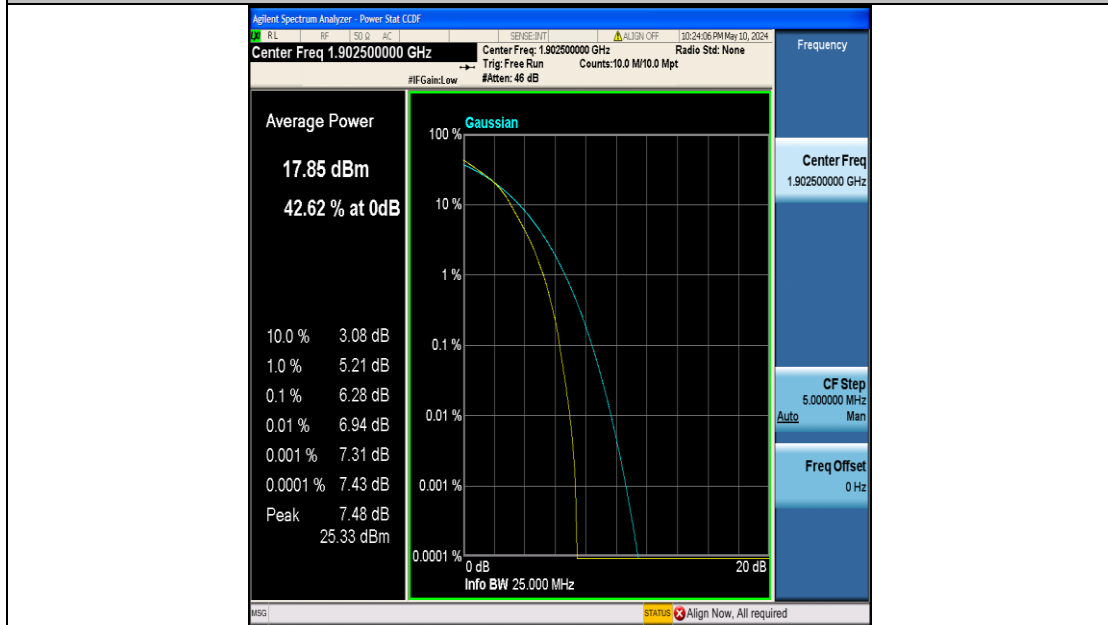 Agilent Spectrum Analyzer - Power Stat CCDF
RL RF 50 Ω AC SENSE:INT ALIGN OFF 10:24:06 PM May 10, 2024
Center Freq 1.902500000 GHz
Center Freq: 1.902500000 GHz Radio Std: None
Trig: Free Run Counts:10.0 M/10.0 Mpt
#IFGain:Low #Atten: 46 dB
Frequency
Average Power
17.85 dBm
42.62 % at 0dB
10.0 % 3.08 dB
1.0 % 5.21 dB
0.1 % 6.28 dB
0.01 % 6.94 dB
0.001 % 7.31 dB
0.0001 % 7.43 dB
Peak 7.48 dB
25.33 dBm
Gaussian
100 %
10 %
1 %
0.1 %
0.01 %
0.001 %
0.0001 %
0 dB 20 dB
Info BW 25.000 MHz
Center Freq
1.902500000 GHz
CF Step
5.000000 MHz
Auto Man
Freq Offset
0 Hz
MSG STATUS Align Now, All required